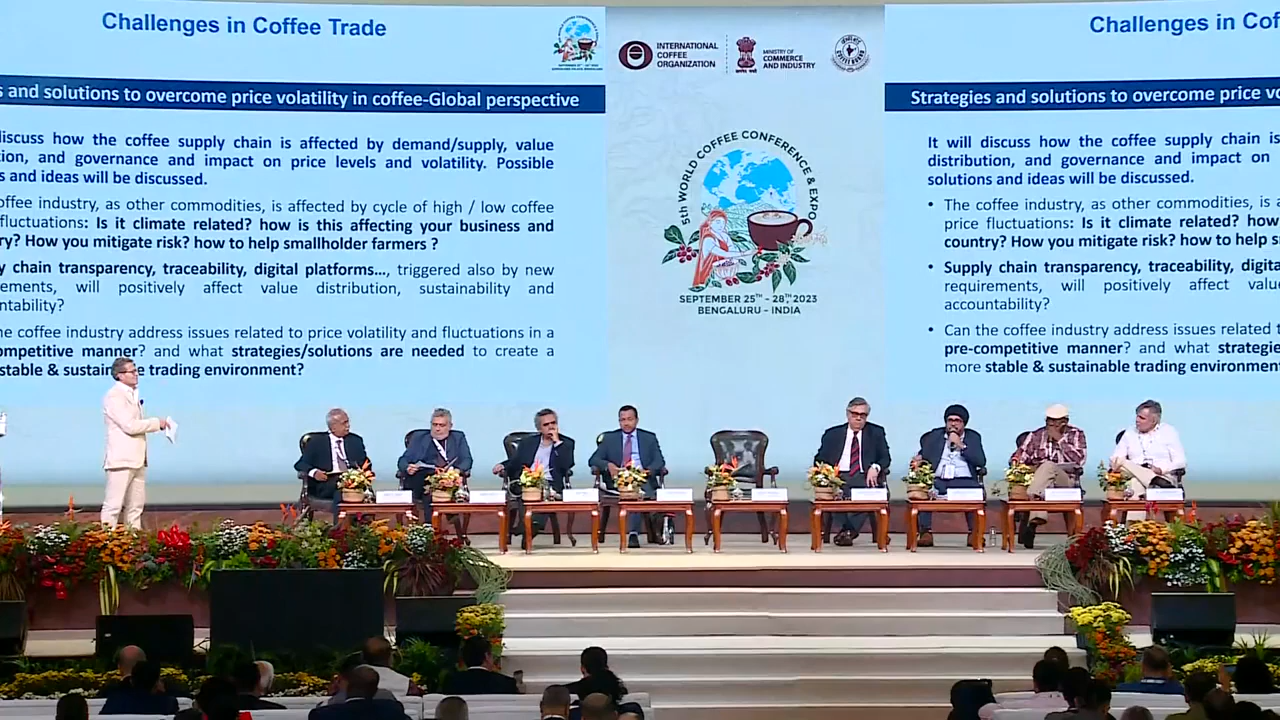 Challenges in Coffee Trade
s and solutions to overcome price volatility in coffee-Global perspective
discuss how the coffee supply chain is affected by demand/supply, value
tion, and governance and impact on price levels and volatility. Possible
s and ideas will be discussed.
offee industry, as other commodities, is affected by cycle of high / low coffee
fluctuations: Is it climate related? how is this affecting your business and
ry? How you mitigate risk? how to help smallholder farmers ?
y chain transparency, traceability, digital platforms..., triggered also by new
ements, will positively affect value distribution, sustainability and
ntability?
he coffee industry address issues related to price volatility and fluctuations in a
ompetitive manner? and what strategies/solutions are needed to create a
stable & sustainable trading environment?
INTERNATIONAL
COFFEE
ORGANIZATION
MINISTRY OF
COMMERCE
AND INDUSTRY
5th WORLD COFFEE CONFERENCE & EXPO
SEPTEMBER 25TH - 28TH, 2023
BENGALURU - INDIA
Challenges in Cof
Strategies and solutions to overcome price vo
It will discuss how the coffee supply chain is
distribution, and governance and impact on
solutions and ideas will be discussed.
• The coffee industry, as other commodities, is a
price fluctuations: Is it climate related? how
country? How you mitigate risk? how to help s
• Supply chain transparency, traceability, digita
requirements, will positively affect value
accountability?
• Can the coffee industry address issues related t
pre-competitive manner? and what strategie
more stable & sustainable trading environment